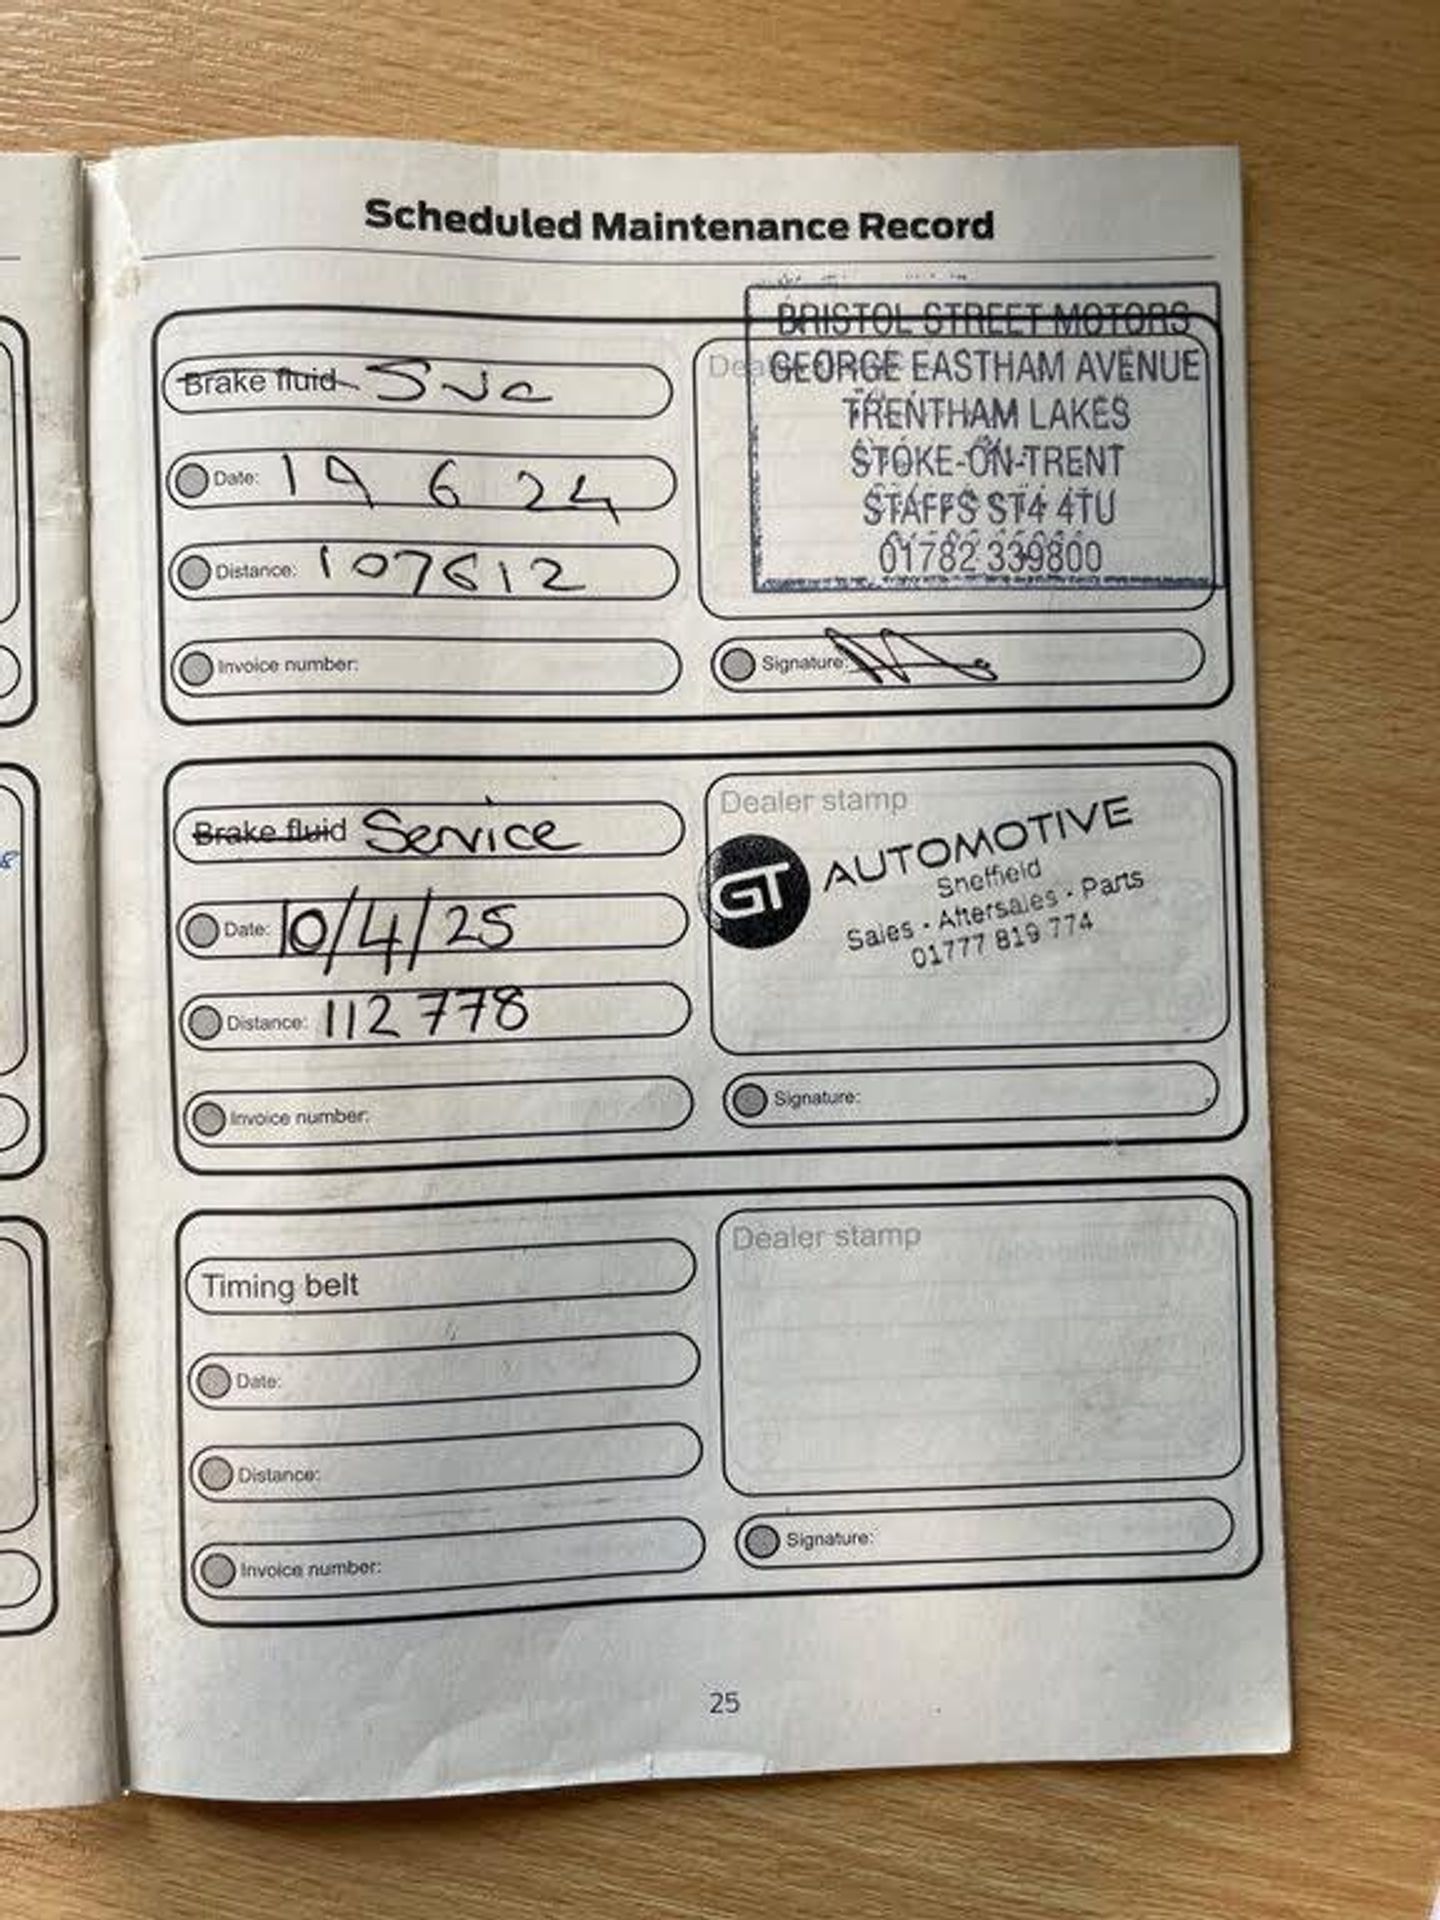 Scheduled Maintenance Record
Brake fluid Svc
Date: 19 6 24
Distance: 107612
Invoice number:
Dealer stamp
BRISTOL STREET MOTORS
GEORGE EASTHAM AVENUE
TRENTHAM LAKES
STOKE-ON-TRENT
STAFFS ST4 4TU
01782 339800
Signature:
Brake fluid Service
Date: 10/4/25
Distance: 112778
Invoice number:
Dealer stamp
GT AUTOMOTIVE
Sheffield
Sales - Aftersales - Parts
01777 819 774
Signature:
Timing belt
Date:
Distance:
Invoice number:
Dealer stamp
Signature:
25